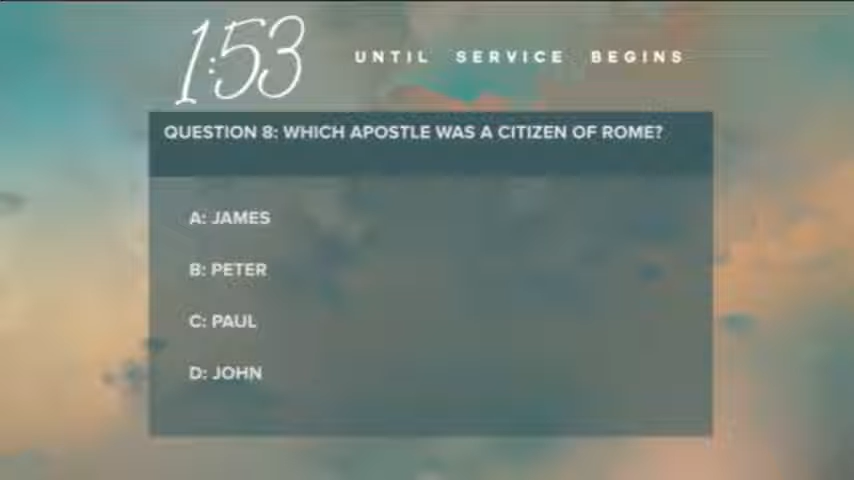 1:53 UNTIL SERVICE BEGINS
QUESTION 8: WHICH APOSTLE WAS A CITIZEN OF ROME?
A: JAMES
B: PETER
C: PAUL
D: JOHN